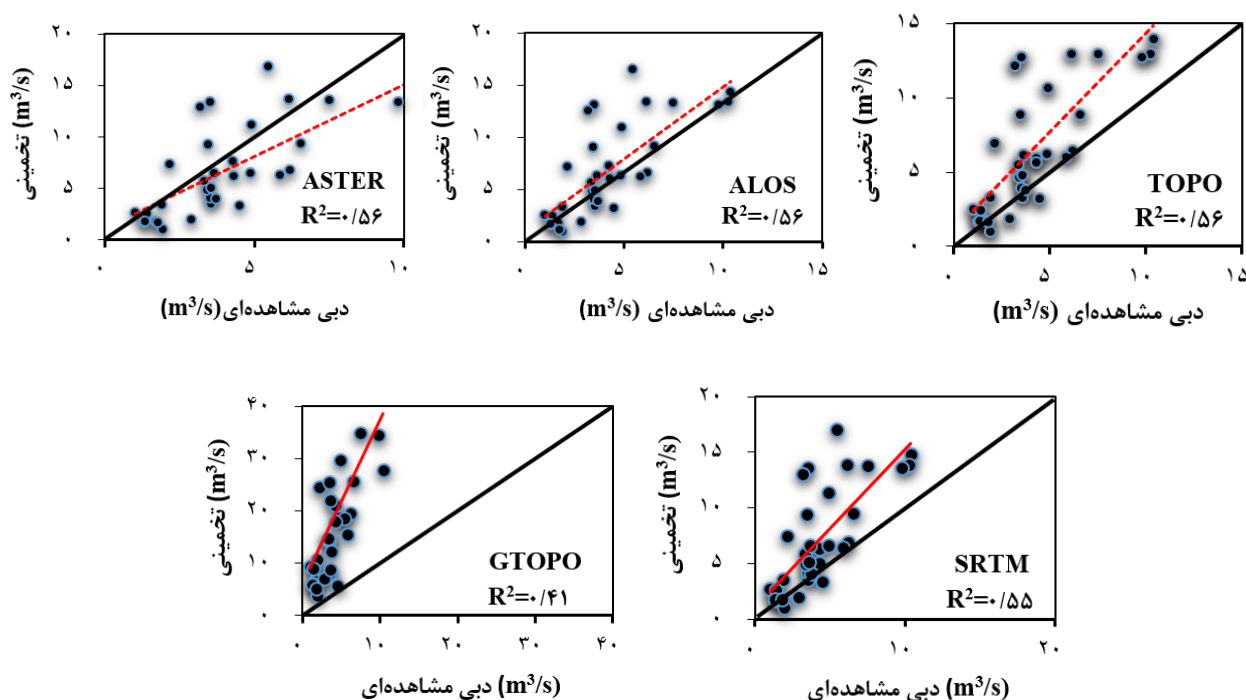 ۲۰
۱۵
۱۰
۵
۰
تخمینی (m³/s)
ASTER
R²=۰/۵۶
۰
۵
۱۰
دبی مشاهده‌ای (m³/s)
۲۰
۱۵
۱۰
۵
۰
تخمینی (m³/s)
ALOS
R²=۰/۵۶
۰
۵
۱۰
۱۵
دبی مشاهده‌ای (m³/s)
۱۵
۱۰
۵
۰
تخمینی (m³/s)
TOPO
R²=۰/۵۶
۰
۵
۱۰
۱۵
دبی مشاهده‌ای (m³/s)
۴۰
۳۰
۲۰
۱۰
۰
تخمینی (m³/s)
GTOPO
R²=۰/۴۱
۰
۱۰
۲۰
۳۰
۴۰
دبی مشاهده‌ای (m³/s)
۲۰
۱۵
۱۰
۵
۰
تخمینی (m³/s)
SRTM
R²=۰/۵۵
۰
۱۰
۲۰
دبی مشاهده‌ای (m³/s)